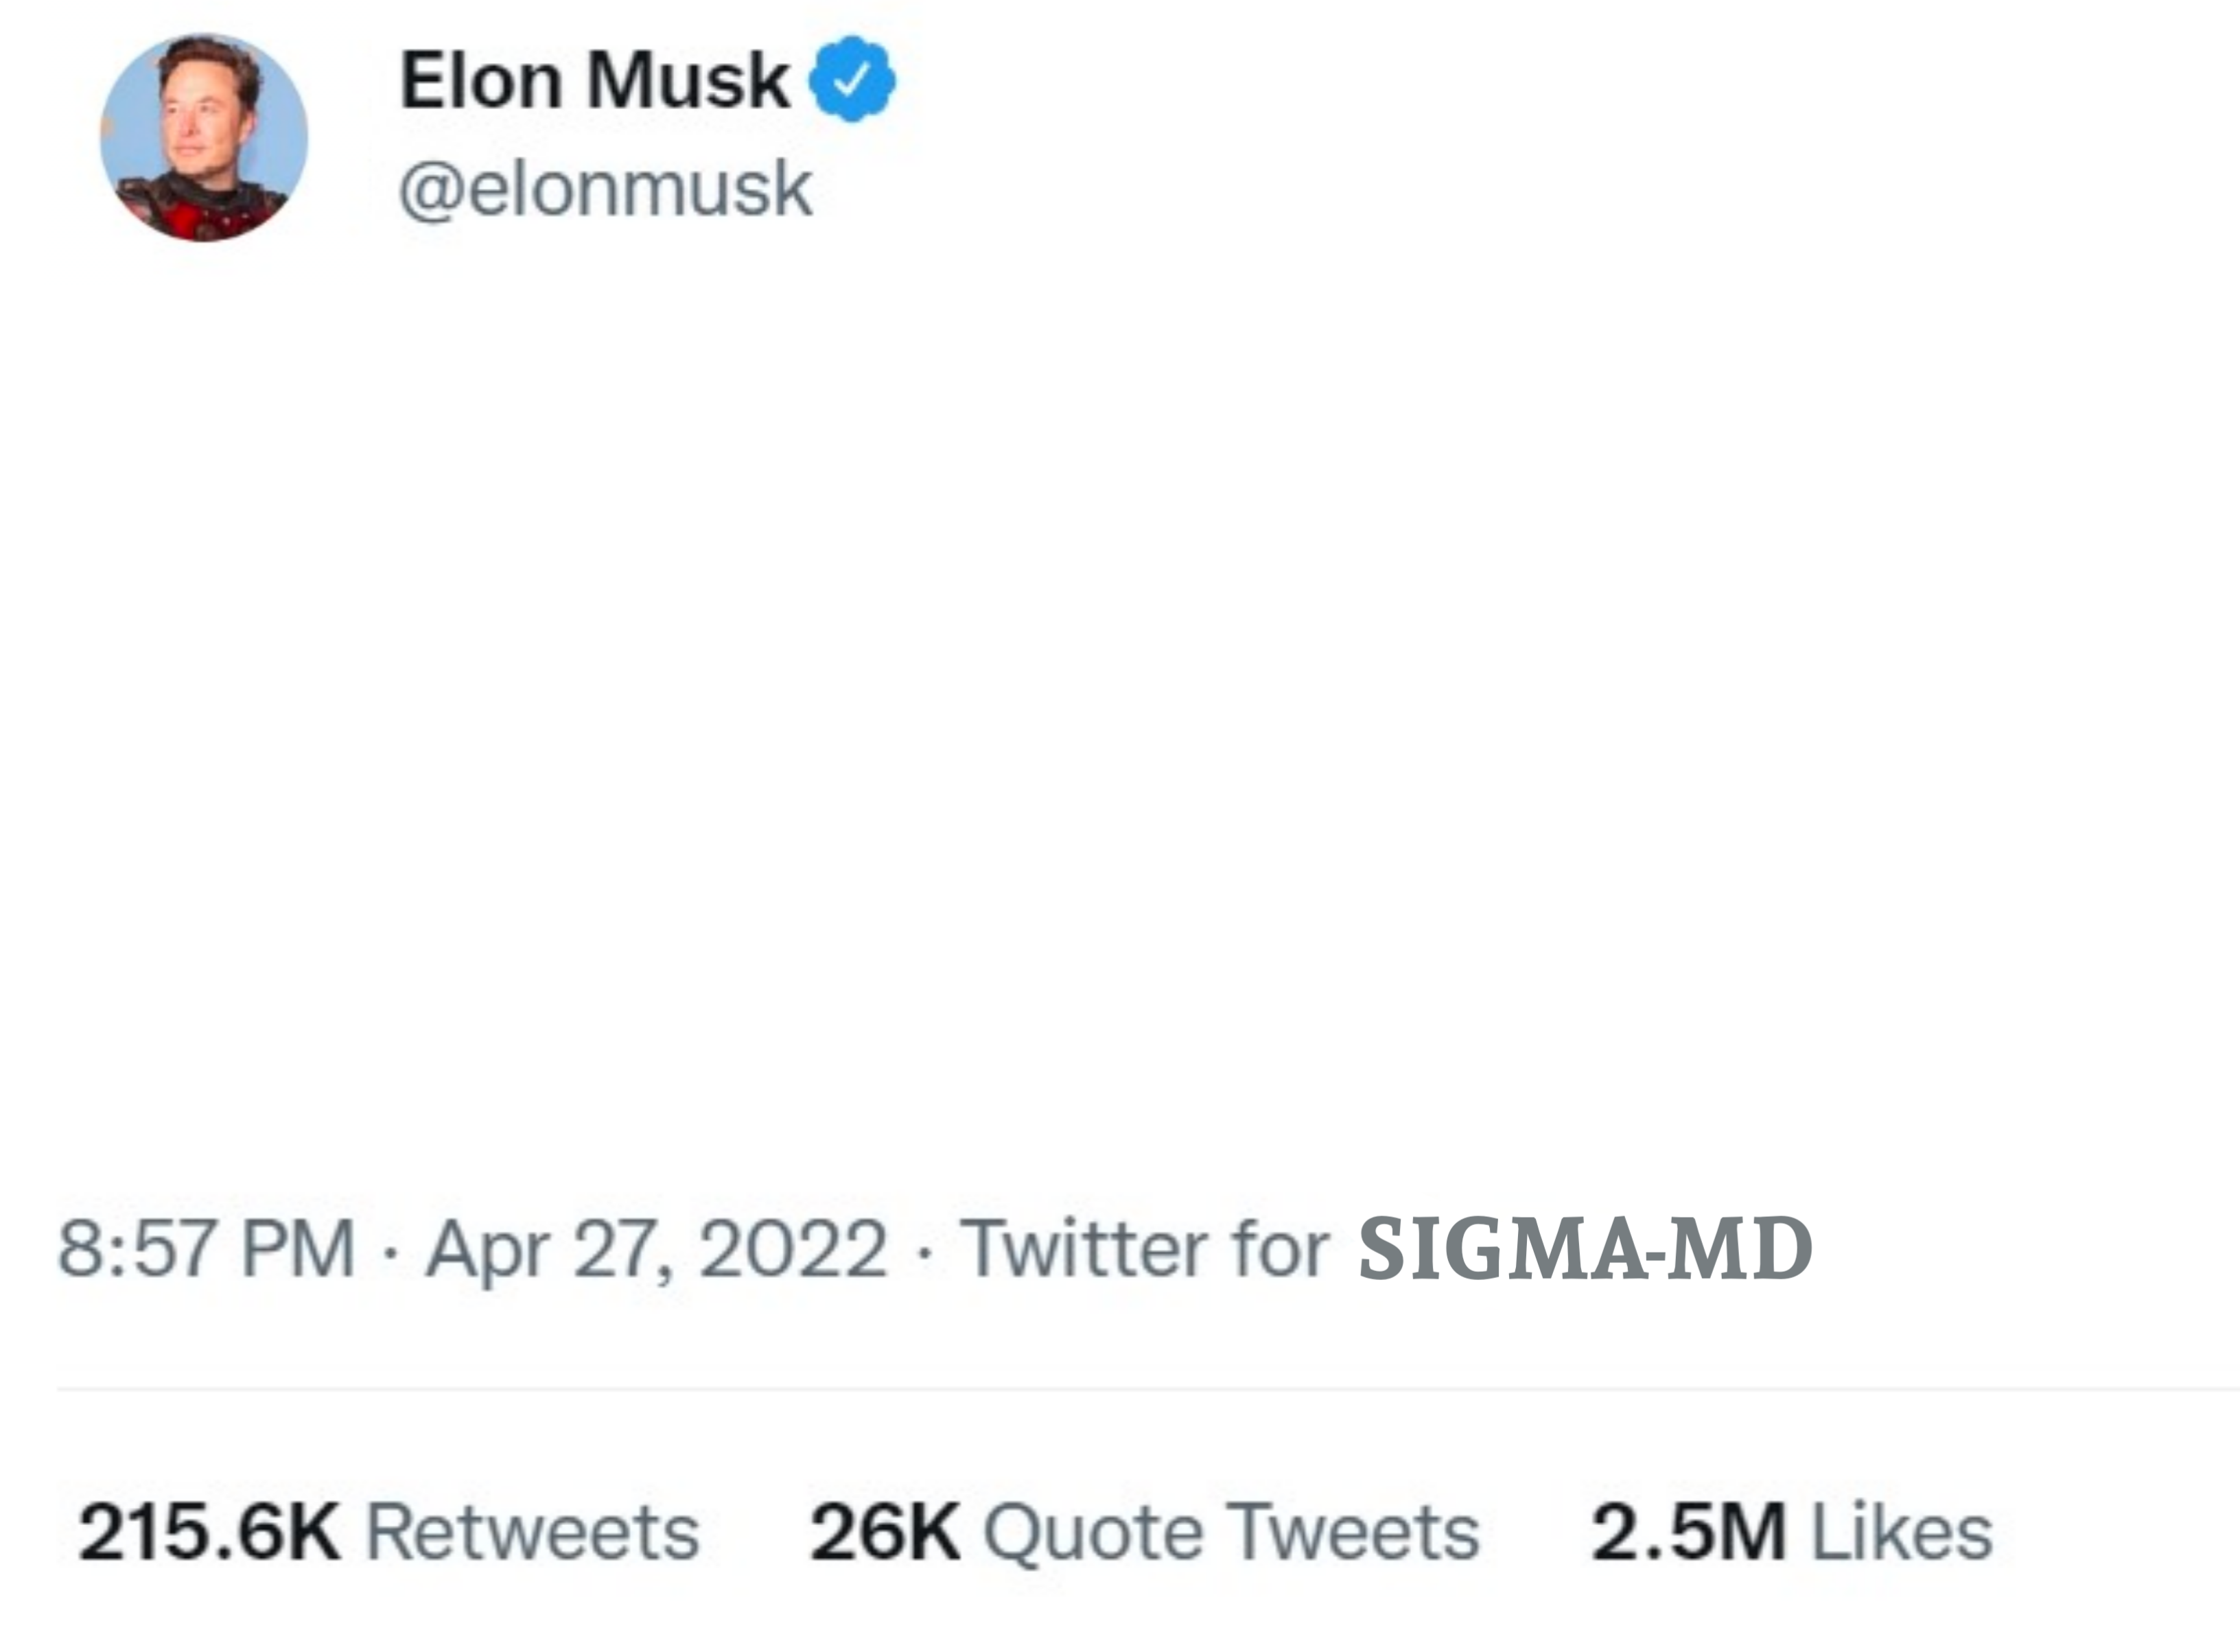 Elon Musk
@elonmusk
8:57 PM · Apr 27, 2022 · Twitter for SIGMA-MD
215.6K Retweets 26K Quote Tweets 2.5M Likes